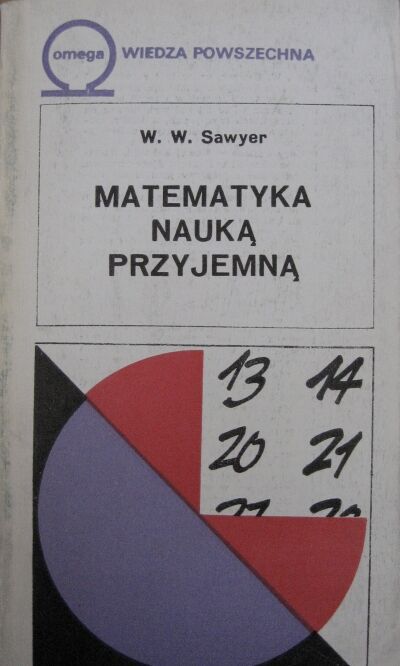 omega WIEDZA POWSZECHNA
W. W. Sawyer
MATEMATYKA
NAUKĄ
PRZYJEMNĄ
13 14
20 21